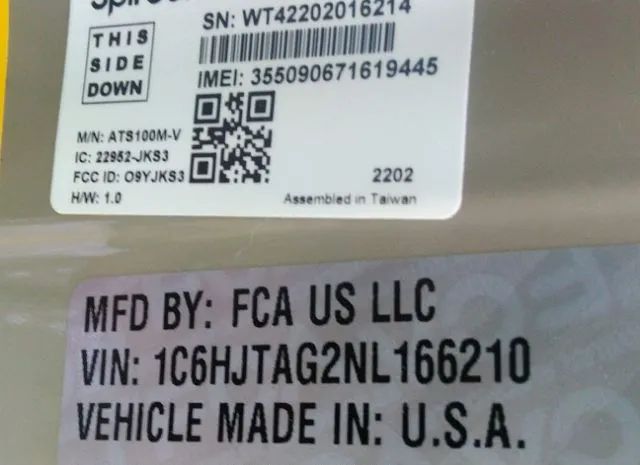 SN: WT42202016214
THIS
SIDE
DOWN
IMEI: 355090671619445
M/N: ATS100M-V
IC: 22952-JKS3
FCC ID: O9YJKS3
H/W: 1.0
2202
Assembled in Taiwan
MFD BY: FCA US LLC
VIN: 1C6HJTAG2NL166210
VEHICLE MADE IN: U.S.A.